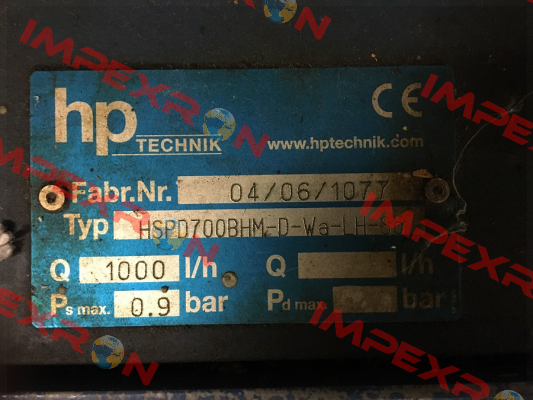 hp TECHNIK
CE
www.hptechnik.com
Fabr.Nr. 04/06/1077
Typ HSPD700BHM-D-Wa-LH-
Q 1000 l/h Q l/h
Ps max. 0.9 bar Pd max. bar
IMPEXRON
IMPEXRON
IMPEXRON
IMPEXRON
IMPEXRON